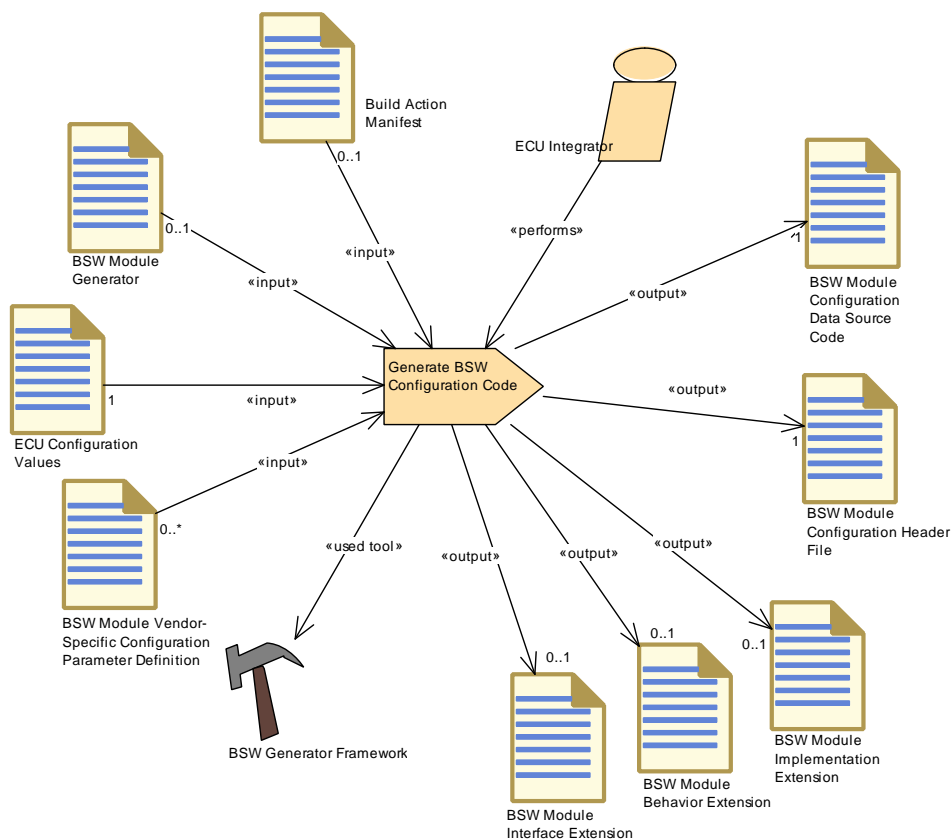 Build Action
Manifest
0..1
ECU Integrator
BSW Module
Generator
0..1
«input»
«input»
«performs»
«output»
1
BSW Module
Configuration
Data Source
Code
Generate BSW
Configuration Code
ECU Configuration
Values
1
«input»
«output»
1
BSW Module
Configuration Header
File
«input»
0..*
BSW Module Vendor-
Specific Configuration
Parameter Definition
«used tool»
«output»
«output»
«output»
BSW Generator Framework
0..1
BSW Module
Interface Extension
0..1
BSW Module
Behavior Extension
0..1
BSW Module
Implementation
Extension